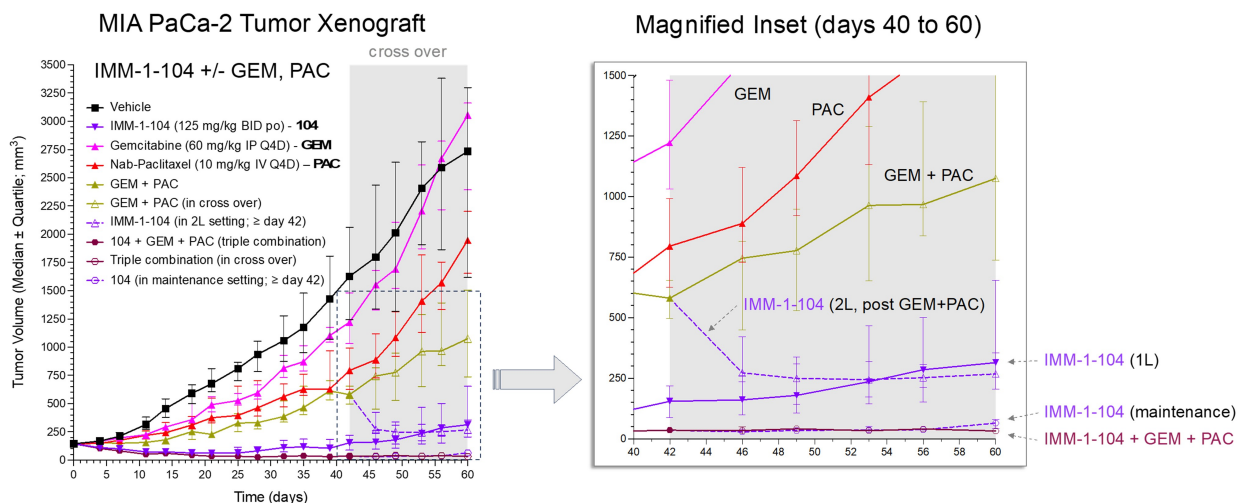 MIA PaCa-2 Tumor Xenograft
cross over
IMM-1-104 +/- GEM, PAC
Vehicle
IMM-1-104 (125 mg/kg BID po) - 104
Gemcitabine (60 mg/kg IP Q4D) – GEM
Nab-Paclitaxel (10 mg/kg IV Q4D) – PAC
GEM + PAC
GEM + PAC (in cross over)
IMM-1-104 (in 2L setting; ≥ day 42)
104 + GEM + PAC (triple combination)
Triple combination (in cross over)
104 (in maintenance setting; ≥ day 42)
Tumor Volume (Median ± Quartile; mm³)
3500
3250
3000
2750
2500
2250
2000
1750
1500
1250
1000
750
500
250
0
0 5 10 15 20 25 30 35 40 45 50 55 60
Time (days)
Magnified Inset (days 40 to 60)
1500
1250
1000
750
500
250
0
GEM
PAC
GEM + PAC
IMM-1-104 (2L, post GEM+PAC)
40 42 44 46 48 50 52 54 56 58 60
IMM-1-104 (1L)
IMM-1-104 (maintenance)
IMM-1-104 + GEM + PAC